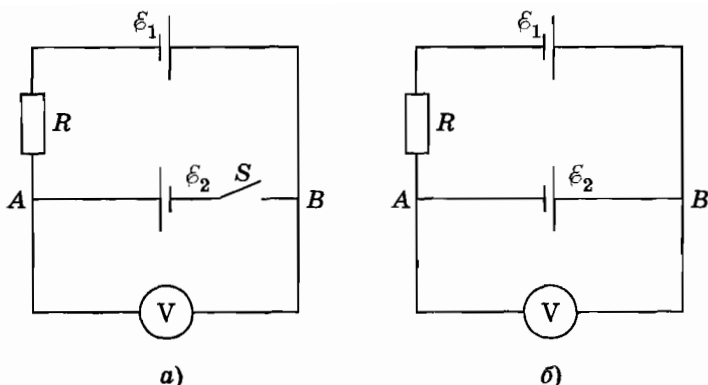 ℰ₁ ℰ₁
R R
A ℰ₂ S B A ℰ₂ B
V V
а) б)